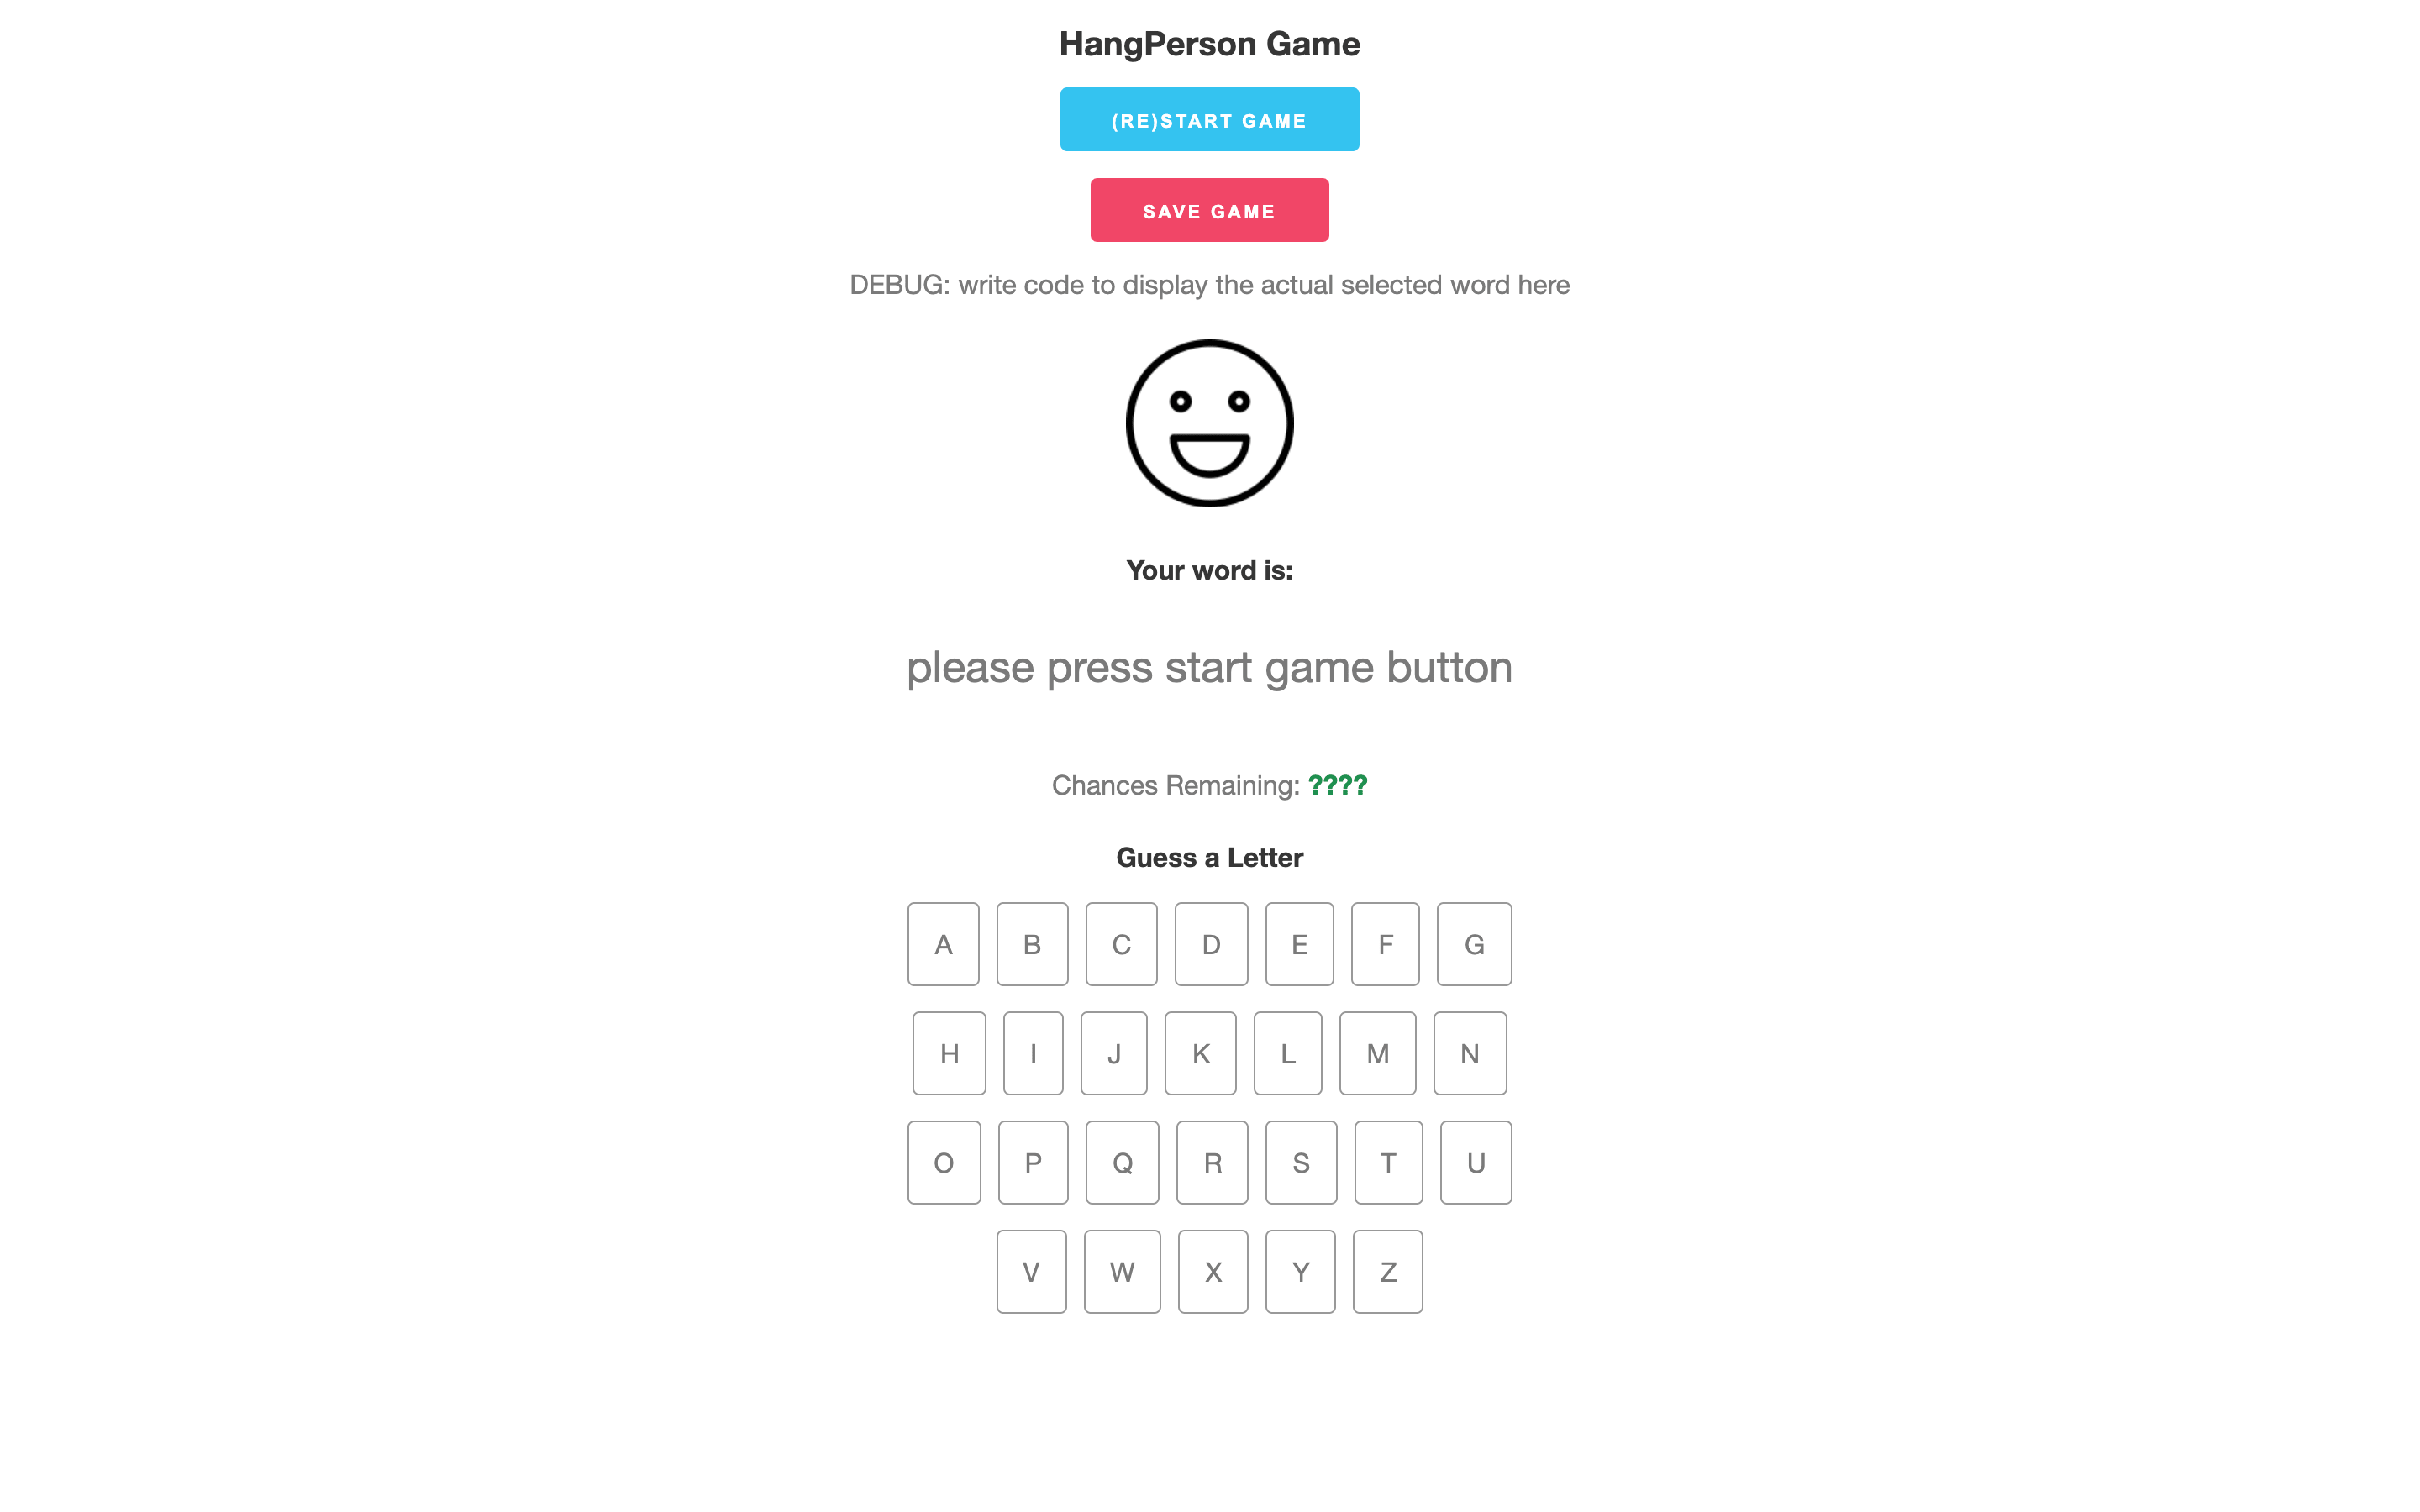 HangPerson Game
(RE)START GAME
SAVE GAME
DEBUG: write code to display the actual selected word here
Your word is:
please press start game button
Chances Remaining: ????
Guess a Letter
A B C D E F G
H I J K L M N
O P Q R S T U
V W X Y Z